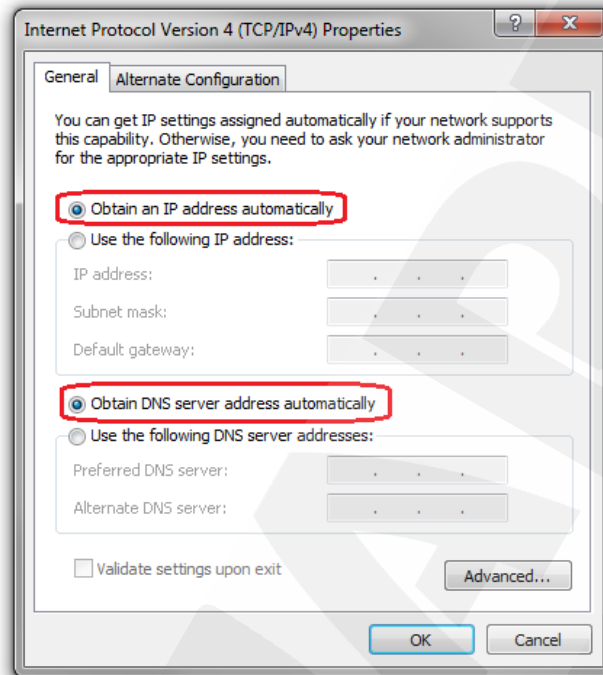 Internet Protocol Version 4 (TCP/IPv4) Properties
?
General
Alternate Configuration
You can get IP settings assigned automatically if your network supports
this capability. Otherwise, you need to ask your network administrator
for the appropriate IP settings.
Obtain an IP address automatically
Use the following IP address:
IP address:
Subnet mask:
Default gateway:
Obtain DNS server address automatically
Use the following DNS server addresses:
Preferred DNS server:
Alternate DNS server:
Validate settings upon exit
Advanced...
OK
Cancel